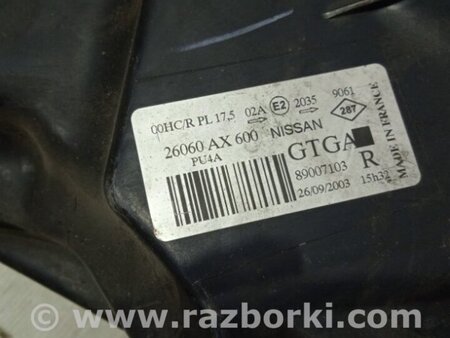 00HC/R PL 17,5 02A E2 2035 9061
287
26060 AX 600 NISSAN
PU4A
GTGA
R
89007103
26/09/2003 15h32
MADE IN FRANCE
www.razborki.com